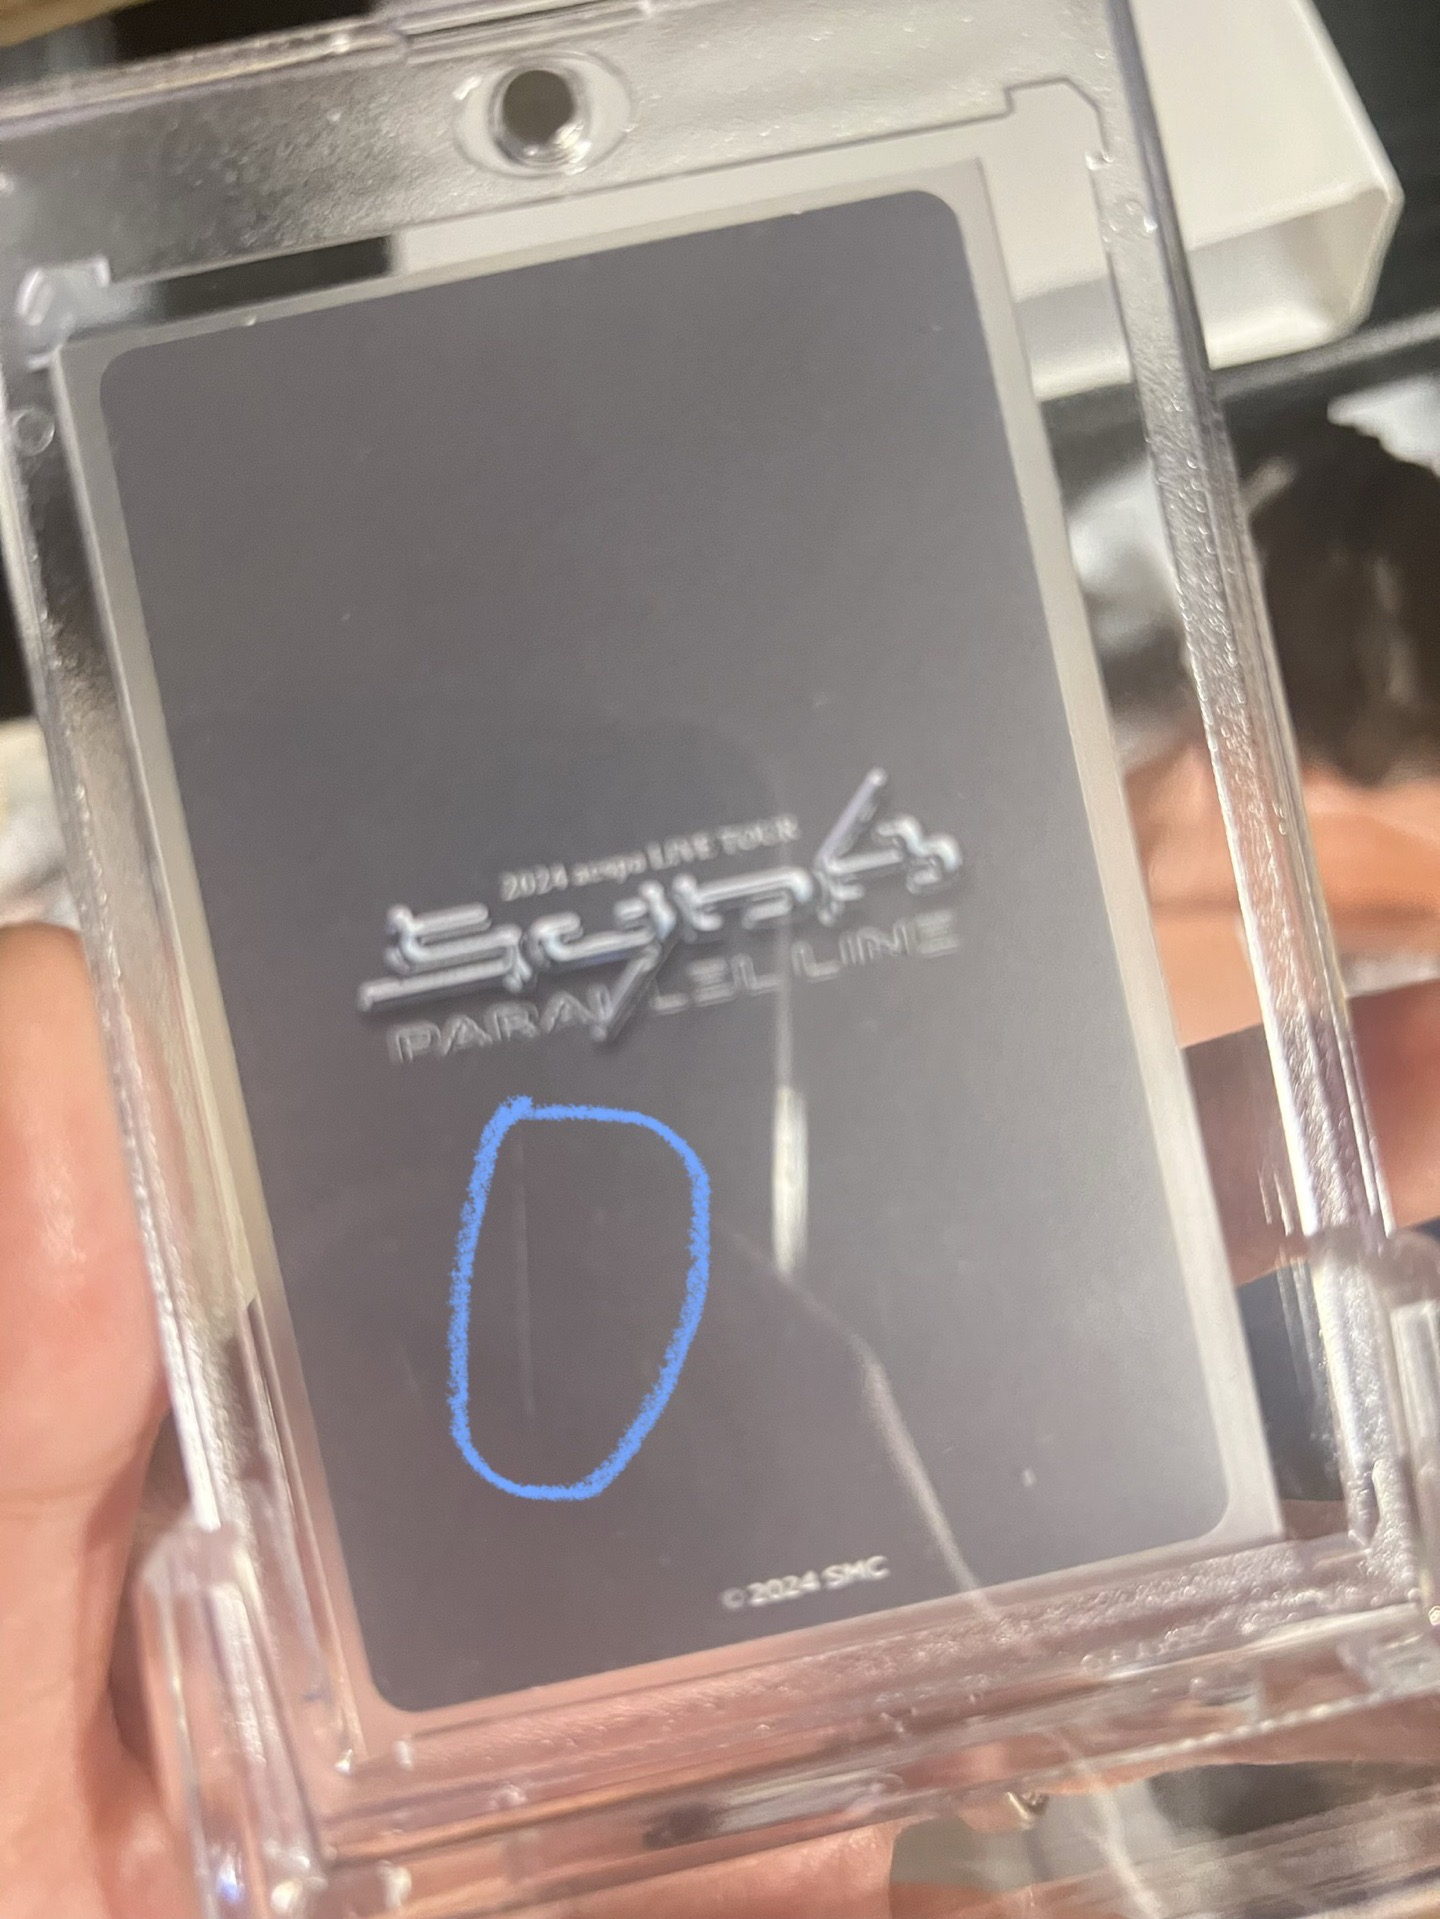 2024 aespa LIVE TOUR
SYNK
PARALLEL LINE
©2024 SMC